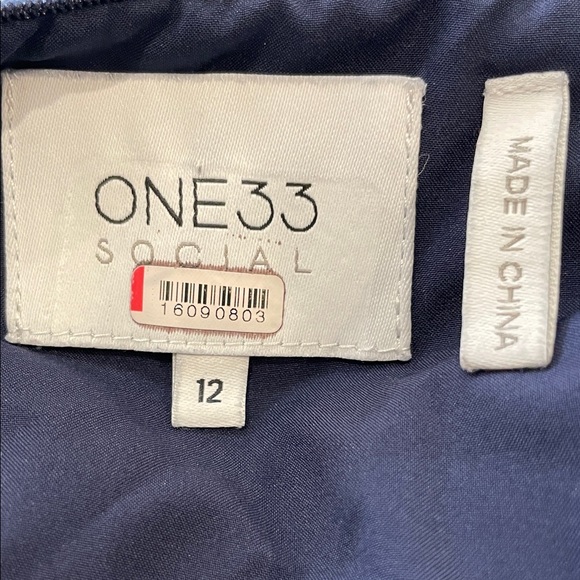 ONE33
SOCIAL
16090803
12
MADE IN CHINA